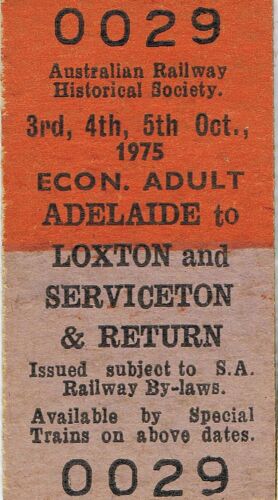 0029
Australian Railway
Historical Society.
3rd, 4th, 5th Oct.,
1975
ECON. ADULT
ADELAIDE to
LOXTON and
SERVICETON
& RETURN
Issued subject to S.A.
Railway By-laws.
Available by Special
Trains on above dates.
0029